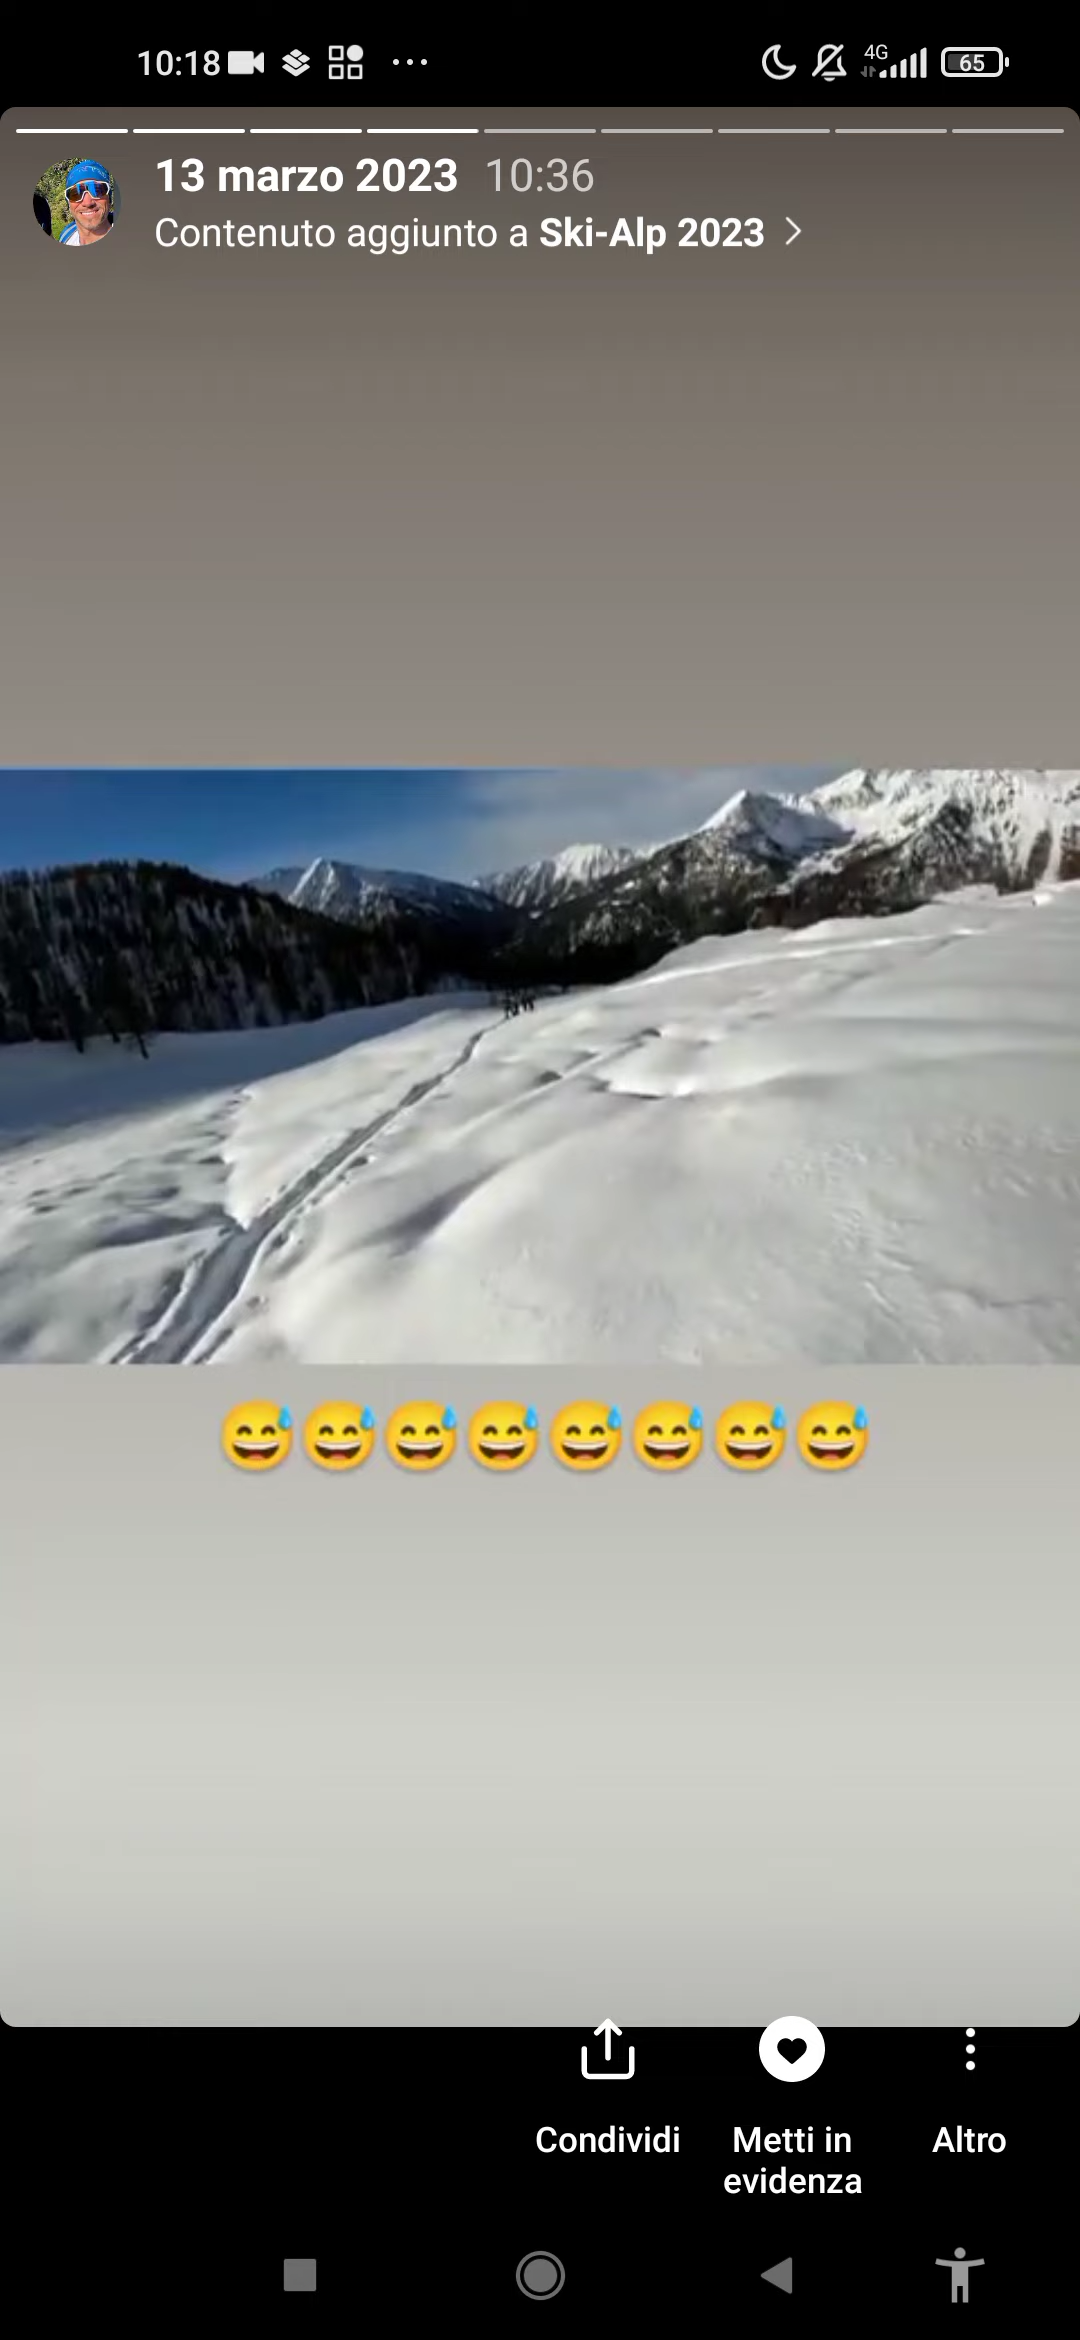 10:18
4G
65
13 marzo 2023 10:36
Contenuto aggiunto a Ski-Alp 2023
😅😅😅😅😅😅😅😅
Condividi
Metti in
evidenza
Altro